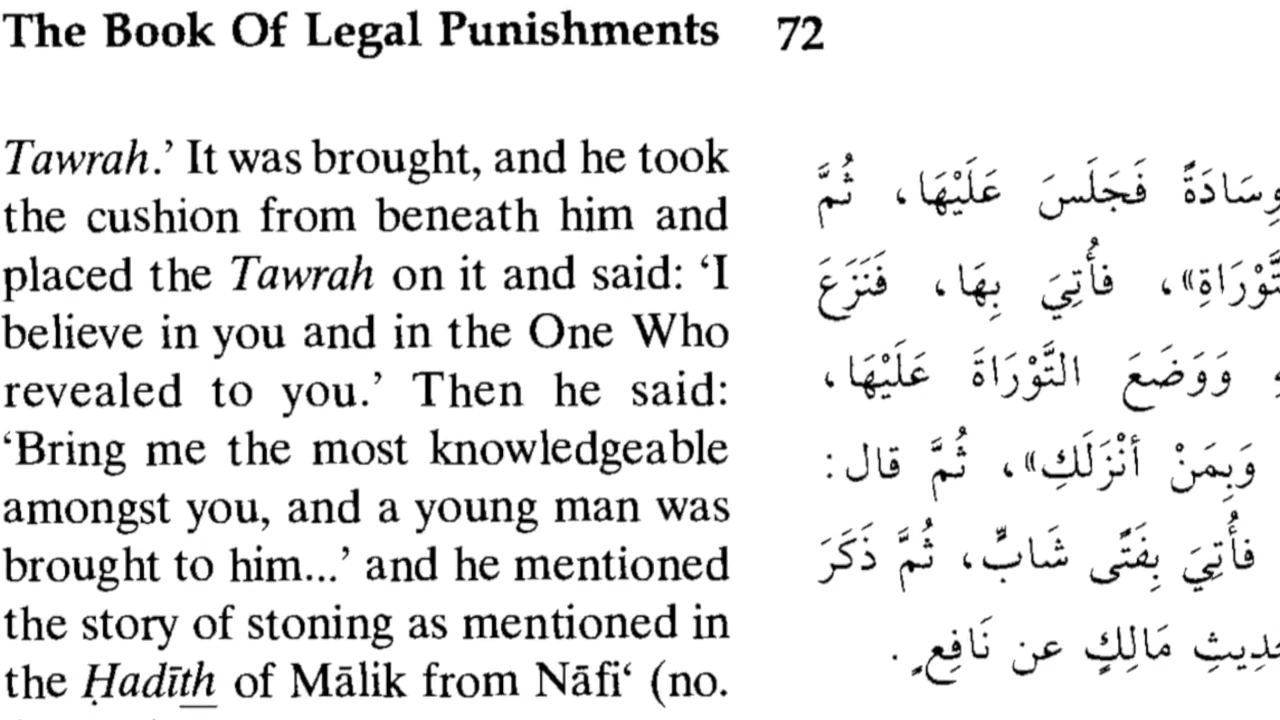 The Book Of Legal Punishments 72
Tawrah.' It was brought, and he took
the cushion from beneath him and
placed the Tawrah on it and said: 'I
believe in you and in the One Who
revealed to you.' Then he said:
'Bring me the most knowledgeable
amongst you, and a young man was
brought to him...' and he mentioned
the story of stoning as mentioned in
the Ḥadīth of Mālik from Nāfi‘ (no.
وِسَادَةً فَجَلَسَ عَلَيْهَا، ثُمَّ
فأُتِيَ بِهَا، فَنَزَعَ
وَوَضَعَ التَّوْرَاةَ عَلَيْهَا،
وَبِمَنْ أنْزَلَكِ»، ثُمَّ قال:
فأُتِيَ بِفَتًى شَابٍّ، ثُمَّ ذَكَرَ
مَالِكٍ عن نَافِعٍ.